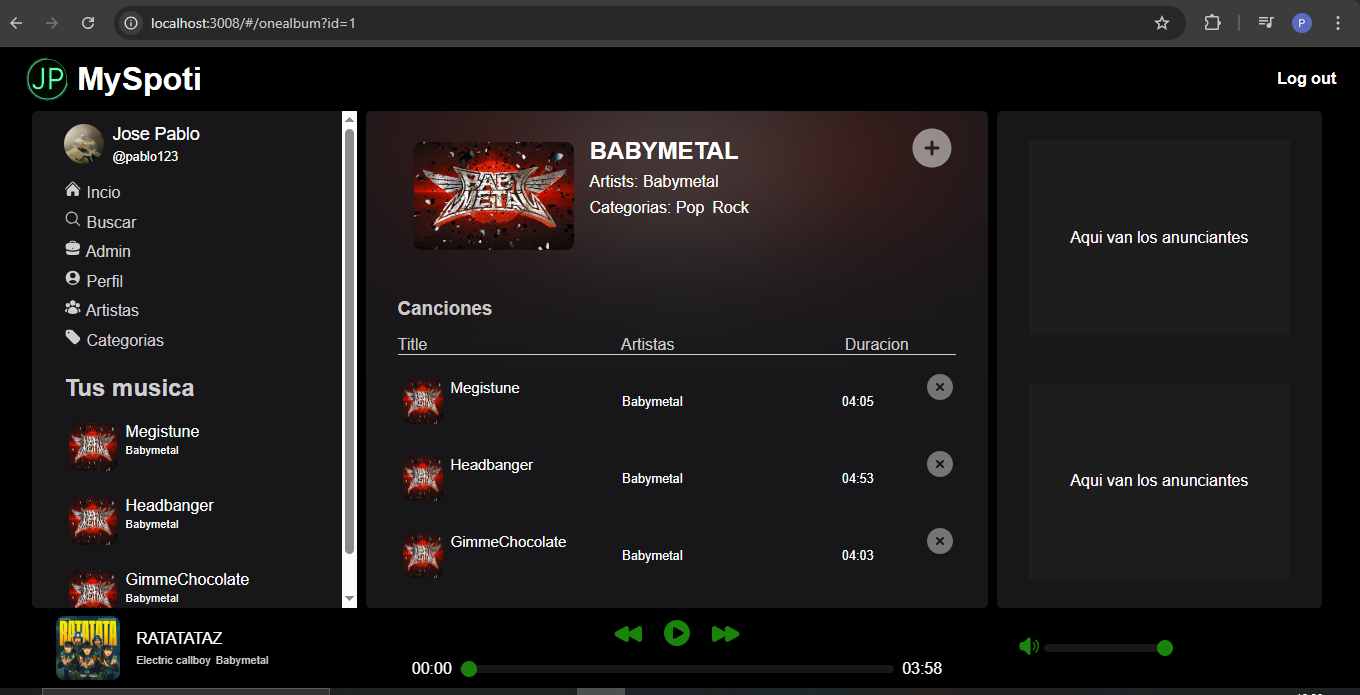 localhost:3008/#/onealbum?id=1
P
JP MySpoti
Log out
Jose Pablo
@pablo123
Incio
Buscar
Admin
Perfil
Artistas
Categorias
Tus musica
Megistune
Babymetal
Headbanger
Babymetal
GimmeChocolate
Babymetal
BABY
METAL
BABYMETAL
Artists: Babymetal
Categorias: Pop Rock
Canciones
Title Artistas Duracion
Megistune Babymetal 04:05
Headbanger Babymetal 04:53
GimmeChocolate Babymetal 04:03
Aqui van los anunciantes
Aqui van los anunciantes
RATATATA
RATATATAZ
Electric callboy Babymetal
00:00 03:58